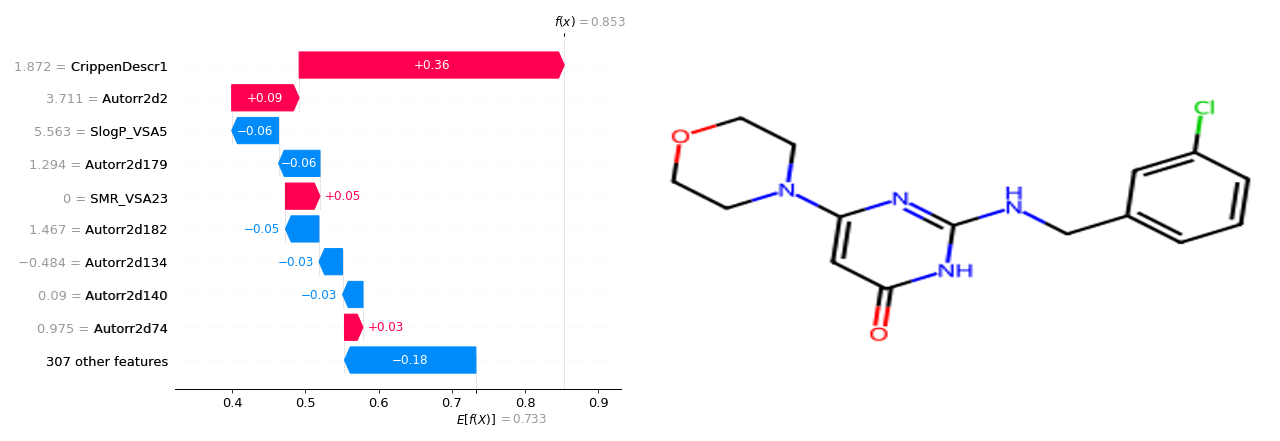 f(x) = 0.853
1.872 = CrippenDescr1
+0.36
3.711 = Autorr2d2
+0.09
5.563 = SlogP_VSA5
−0.06
1.294 = Autorr2d179
−0.06
0 = SMR_VSA23
+0.05
1.467 = Autorr2d182
−0.05
−0.484 = Autorr2d134
−0.03
0.09 = Autorr2d140
−0.03
0.975 = Autorr2d74
+0.03
307 other features
−0.18
0.4 0.5 0.6 0.7 0.8 0.9
E[f(X)] = 0.733
Cl
O
N
N
H
N
NH
O